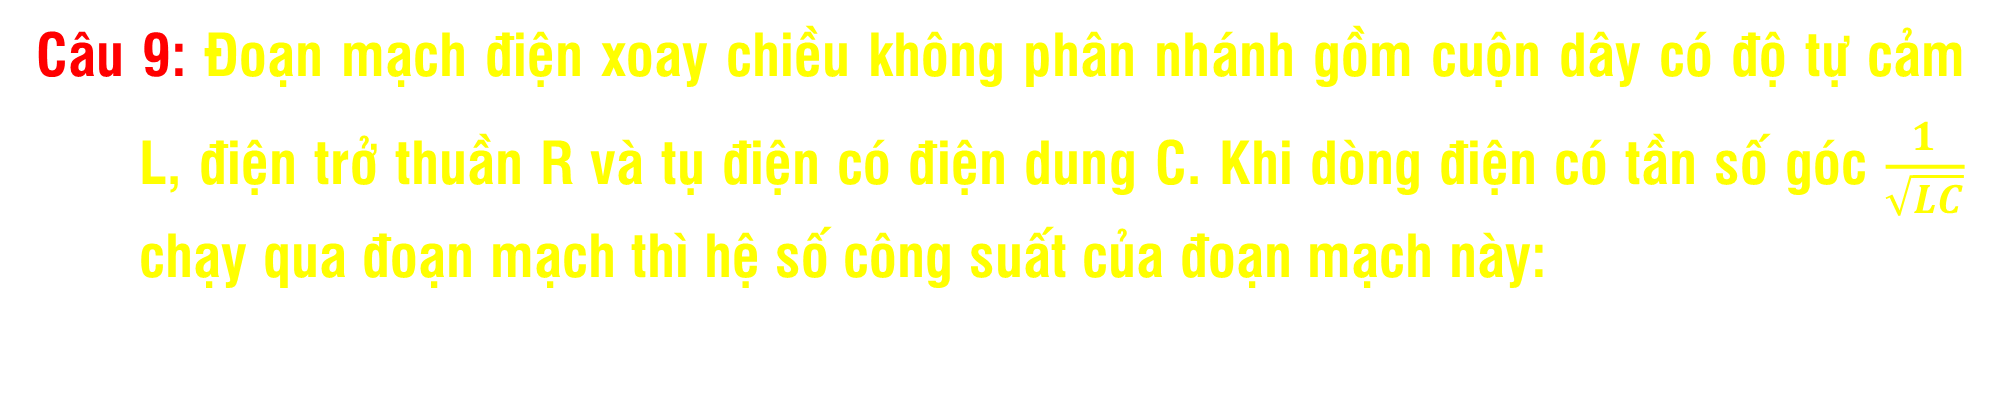 Câu 9: Đoạn mạch điện xoay chiều không phân nhánh gồm cuộn dây có độ tự cảm
L, điện trở thuần R và tụ điện có điện dung C. Khi dòng điện có tần số góc $\frac{1}{\sqrt{LC}}$
chạy qua đoạn mạch thì hệ số công suất của đoạn mạch này: